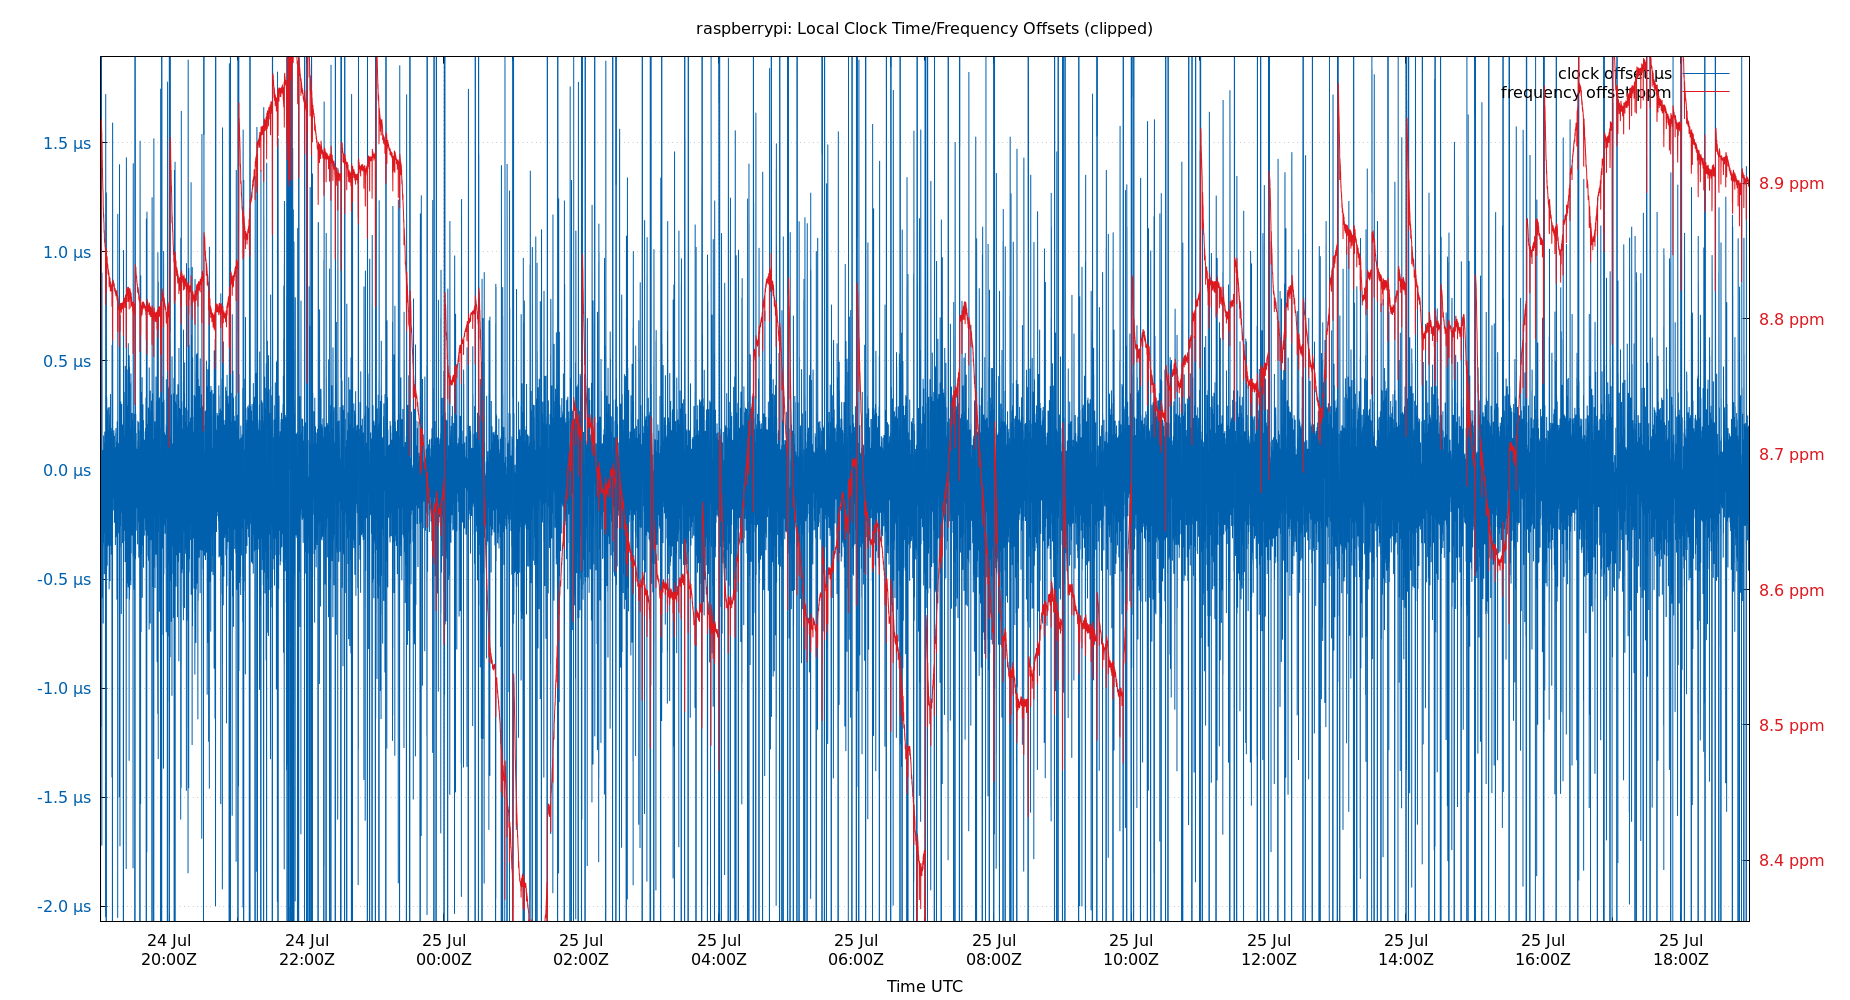 raspberrypi: Local Clock Time/Frequency Offsets (clipped)
clock offset µs
frequency offset ppm
1.5 µs
1.0 µs
0.5 µs
0.0 µs
-0.5 µs
-1.0 µs
-1.5 µs
-2.0 µs
8.9 ppm
8.8 ppm
8.7 ppm
8.6 ppm
8.5 ppm
8.4 ppm
24 Jul 24 Jul 25 Jul 25 Jul 25 Jul 25 Jul 25 Jul 25 Jul 25 Jul 25 Jul 25 Jul 25 Jul
20:00Z 22:00Z 00:00Z 02:00Z 04:00Z 06:00Z 08:00Z 10:00Z 12:00Z 14:00Z 16:00Z 18:00Z
Time UTC